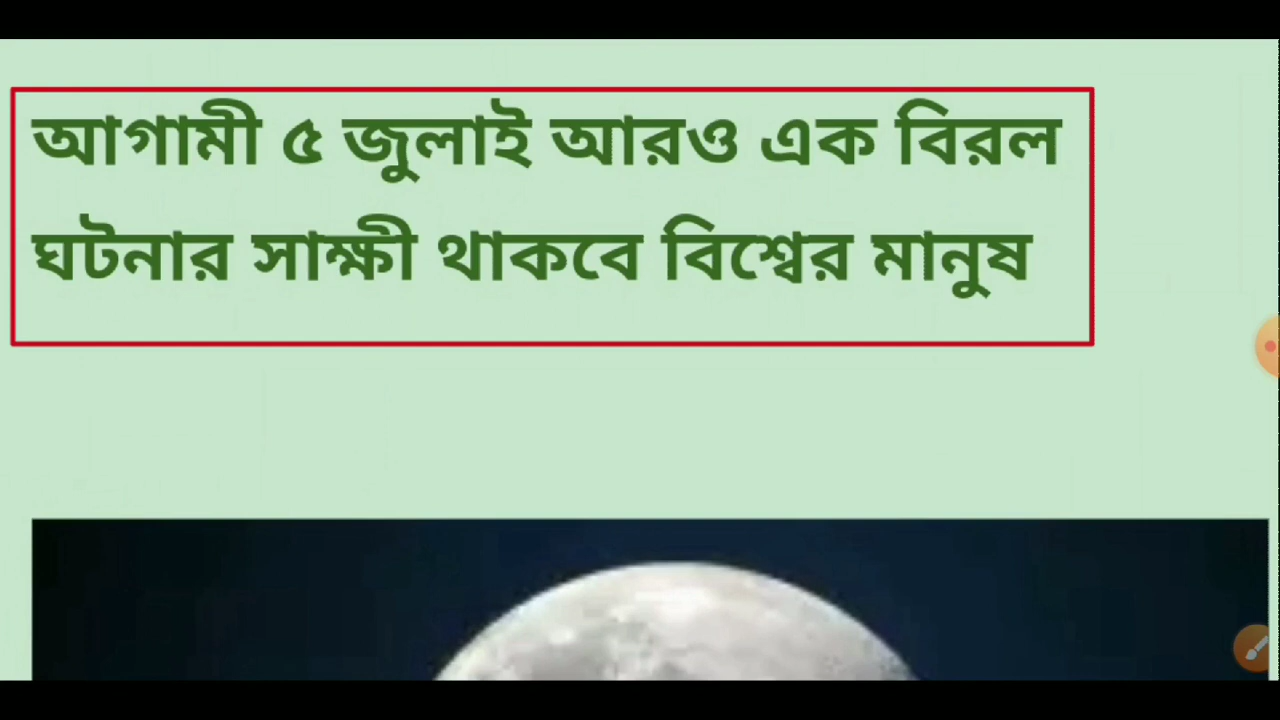 আগামী ৫ জুলাই আরও এক বিরল
ঘটনার সাক্ষী থাকবে বিশ্বের মানুষ